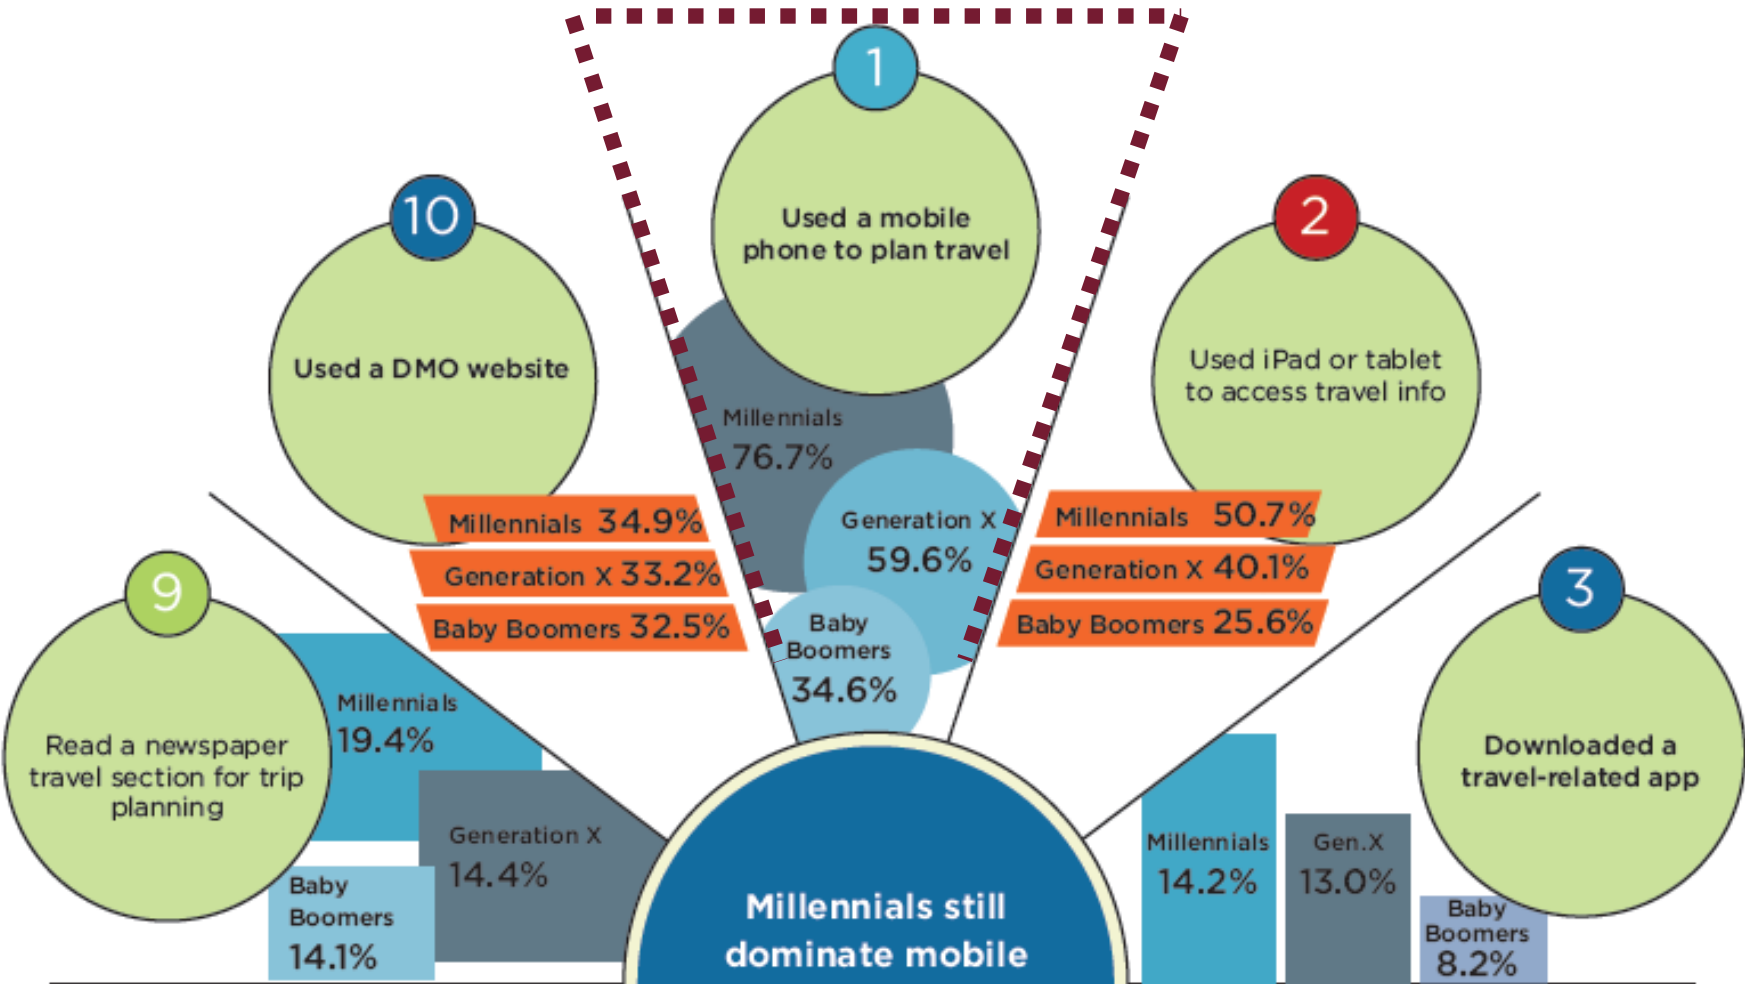 1
Used a mobile
phone to plan travel
Millennials
76.7%
Generation X
59.6%
Baby
Boomers
34.6%
2
Used iPad or tablet
to access travel info
Millennials 50.7%
Generation X 40.1%
Baby Boomers 25.6%
3
Downloaded a
travel-related app
Millennials
14.2%
Gen.X
13.0%
Baby
Boomers
8.2%
9
Read a newspaper
travel section for trip
planning
Millennials
19.4%
Generation X
14.4%
Baby
Boomers
14.1%
10
Used a DMO website
Millennials 34.9%
Generation X 33.2%
Baby Boomers 32.5%
Millennials still
dominate mobile